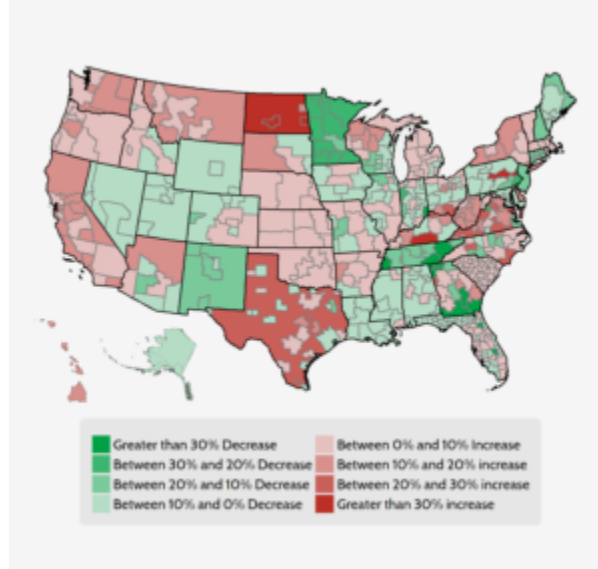 Greater than 30% Decrease
Between 30% and 20% Decrease
Between 20% and 10% Decrease
Between 10% and 0% Decrease
Between 0% and 10% Increase
Between 10% and 20% increase
Between 20% and 30% increase
Greater than 30% increase